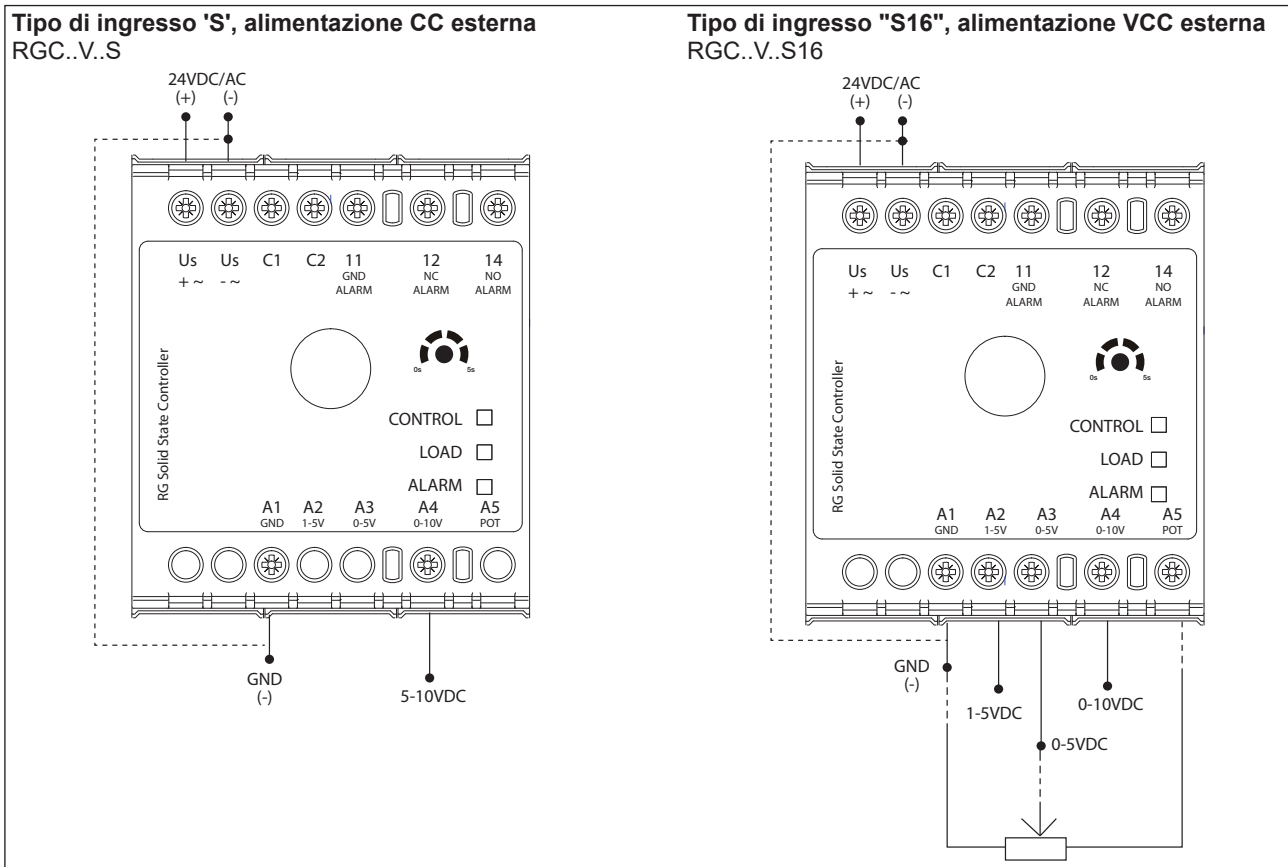 Tipo di ingresso 'S', alimentazione CC esterna
RGC..V..S
24VDC/AC
(+) (-)
Us Us C1 C2 11 12 14
+ ~ - ~ GND NC NO
ALARM ALARM ALARM
RG Solid State Controller
0s 5s
CONTROL
LOAD
ALARM
A1 A2 A3 A4 A5
GND 1-5V 0-5V 0-10V POT
GND
(-)
5-10VDC
Tipo di ingresso "S16", alimentazione VCC esterna
RGC..V..S16
24VDC/AC
(+) (-)
Us Us C1 C2 11 12 14
+ ~ - ~ GND NC NO
ALARM ALARM ALARM
RG Solid State Controller
0s 5s
CONTROL
LOAD
ALARM
A1 A2 A3 A4 A5
GND 1-5V 0-5V 0-10V POT
GND
(-)
1-5VDC
0-10VDC
0-5VDC